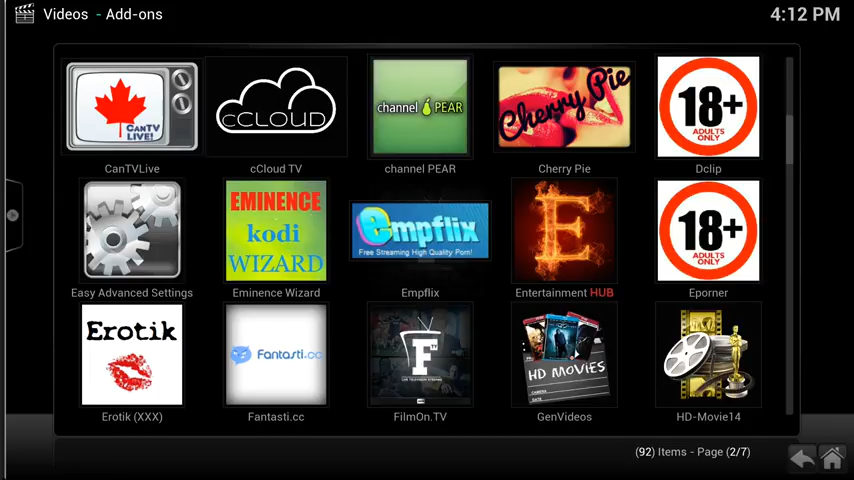 Videos - Add-ons
4:12 PM
CanTV
LIVE!
cCLOUD
channel PEAR
Cherry Pie
18+
ADULTS
ONLY
CanTVLive
cCloud TV
channel PEAR
Cherry Pie
Dclip
EMINENCE
kodi
WIZARD
empflix
Free Streaming High Quality Porn!
E
18+
ADULTS
ONLY
Easy Advanced Settings
Eminence Wizard
Empflix
Entertainment HUB
Eporner
Erotik
Fantasti.cc
F
TV
HD MOVIES
Erotik (XXX)
Fantasti.cc
FilmOn.TV
GenVideos
HD-Movie14
(92) Items - Page (2/7)